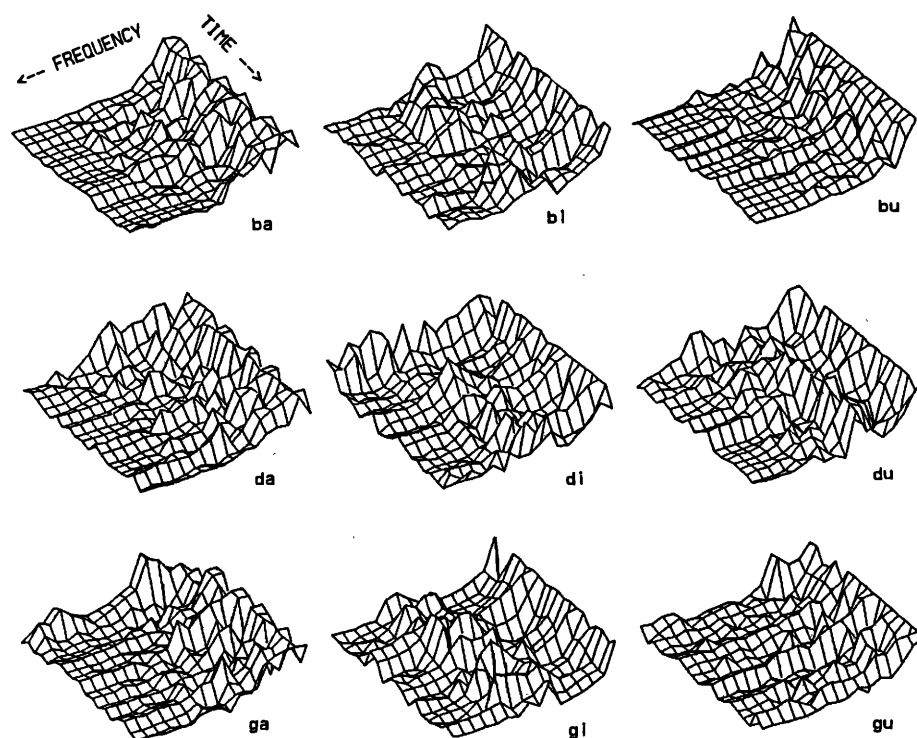 <-- FREQUENCY
TIME -->
ba
bi
bu
da
di
du
ga
gi
gu